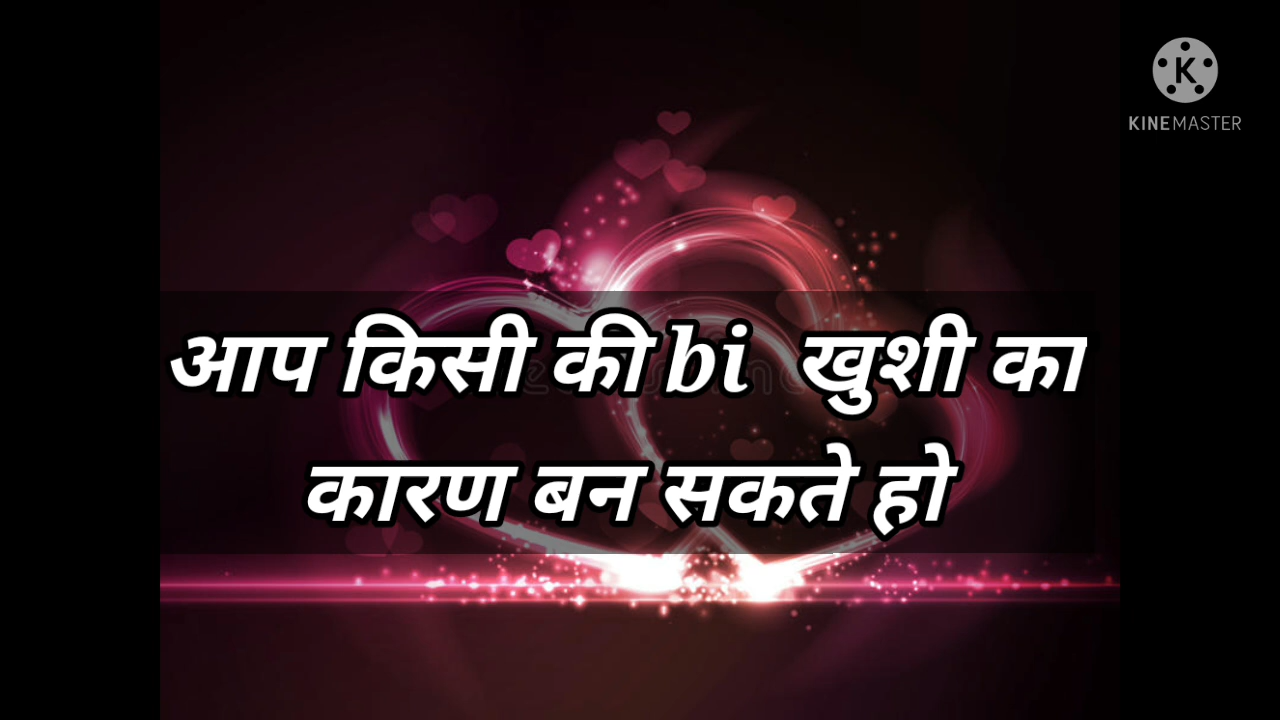 KINEMASTER
आप किसी की bi खुशी का
कारण बन सकते हो